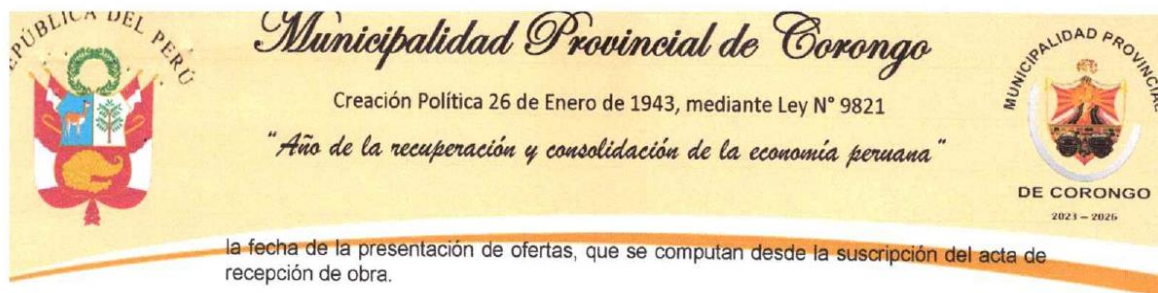 REPÚBLICA DEL PERÚ
Municipalidad Provincial de Corongo
Creación Política 26 de Enero de 1943, mediante Ley N° 9821
"Año de la recuperación y consolidación de la economía peruana"
MUNICIPALIDAD PROVINCIAL
DE CORONGO
2023 – 2026
la fecha de la presentación de ofertas, que se computan desde la suscripción del acta de
recepción de obra.